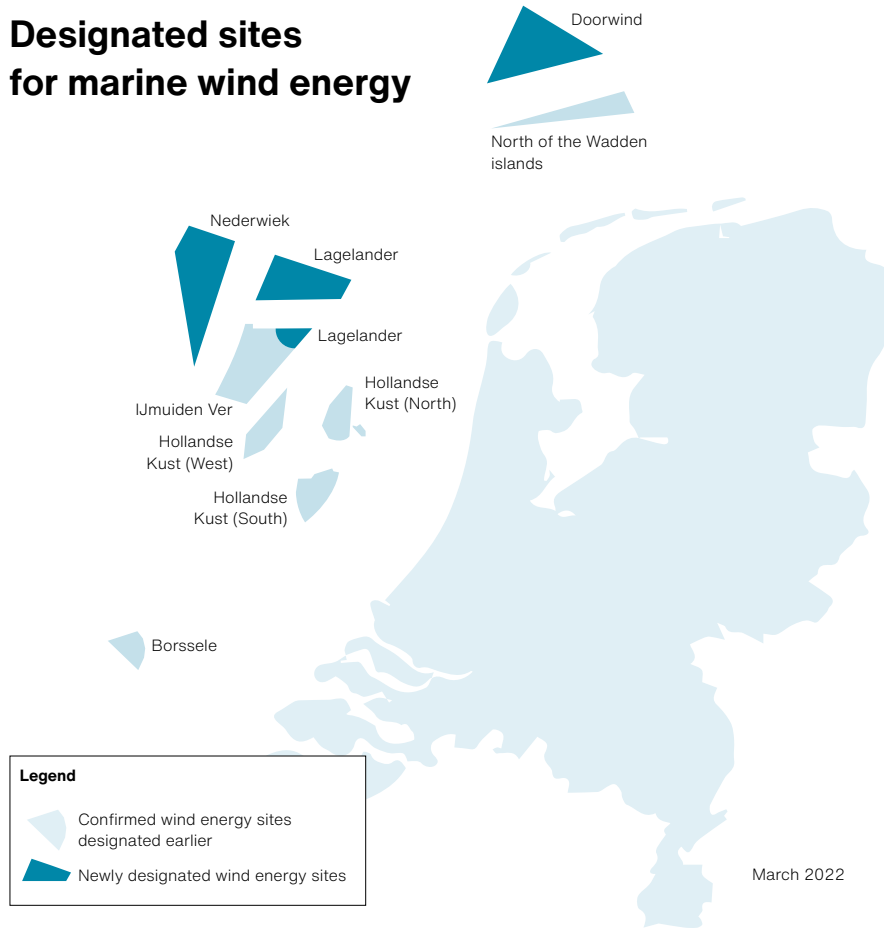 Designated sites
for marine wind energy
Doorwind
North of the Wadden
islands
Nederwiek
Lagelander
Lagelander
Hollandse
Kust (North)
IJmuiden Ver
Hollandse
Kust (West)
Hollandse
Kust (South)
Borssele
Legend
Confirmed wind energy sites
designated earlier
Newly designated wind energy sites
March 2022